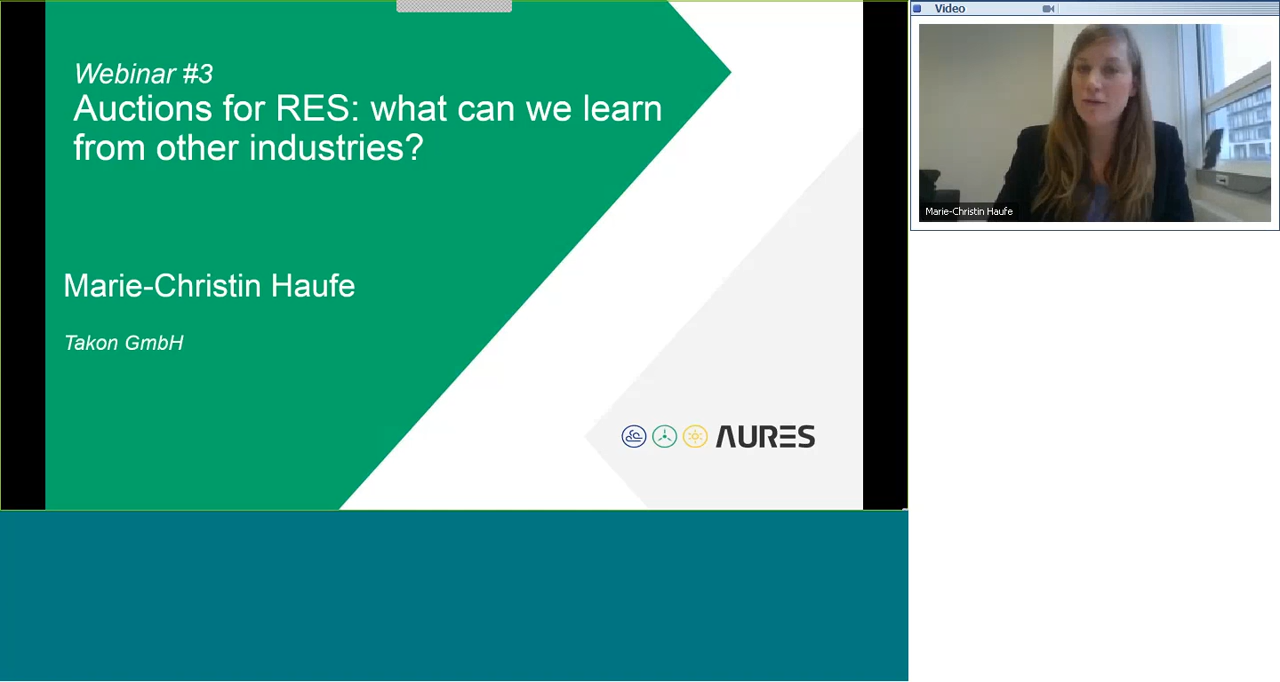 Webinar #3
Auctions for RES: what can we learn
from other industries?
Marie-Christin Haufe
Takon GmbH
AURES
Video
Marie-Christin Haufe